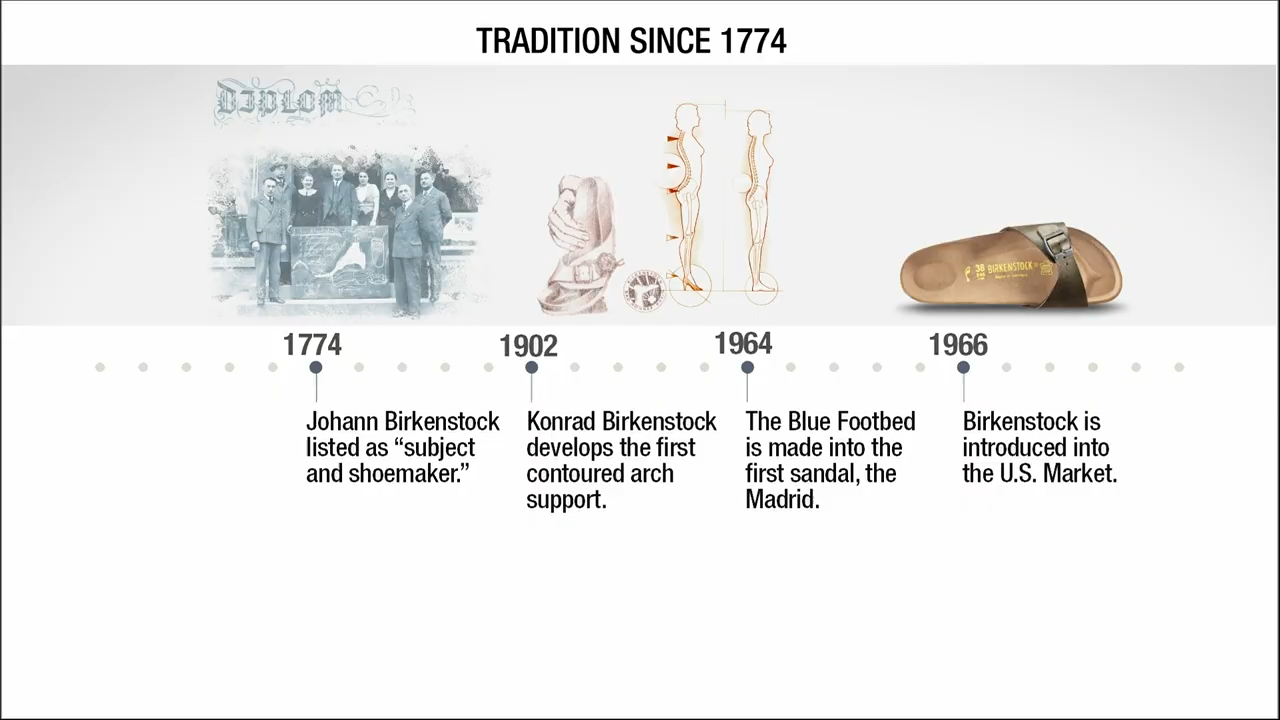 TRADITION SINCE 1774
Diplom
38
BIRKENSTOCK
1774
1902
1964
1966
Johann Birkenstock
listed as “subject
and shoemaker.”
Konrad Birkenstock
develops the first
contoured arch
support.
The Blue Footbed
is made into the
first sandal, the
Madrid.
Birkenstock is
introduced into
the U.S. Market.